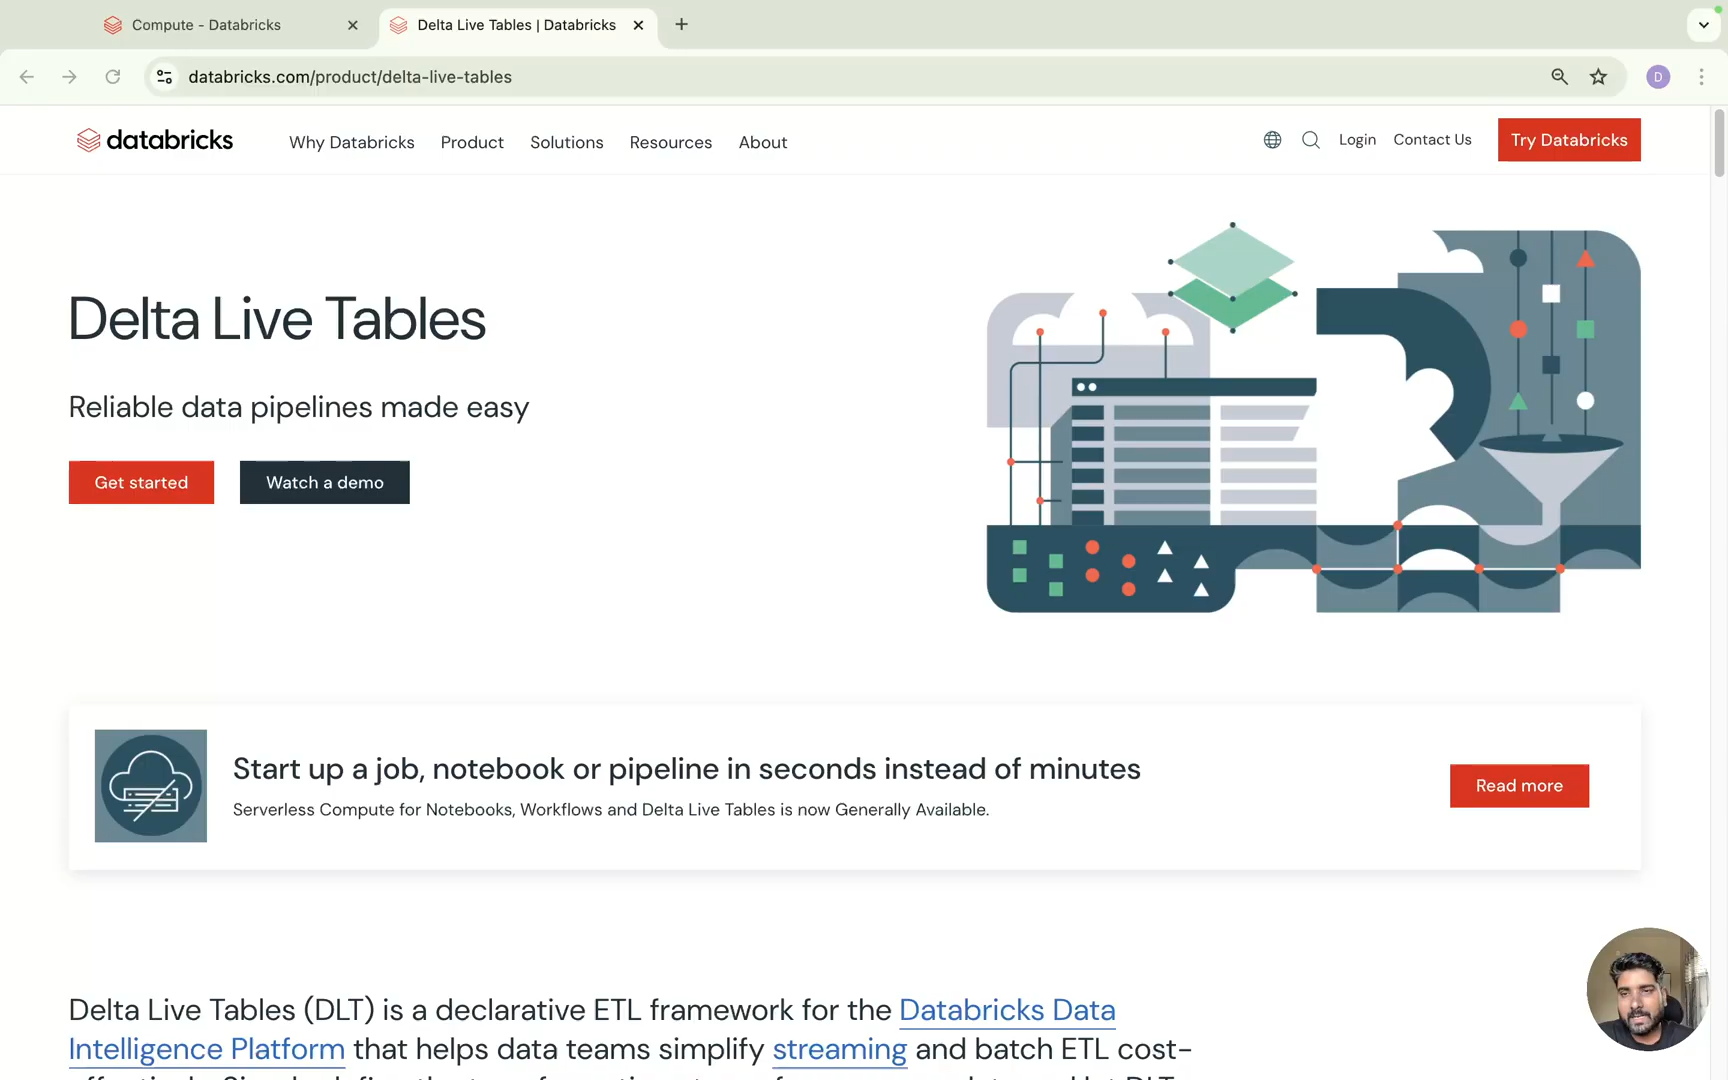 Compute - Databricks
Delta Live Tables | Databricks
databricks.com/product/delta-live-tables
D
databricks
Why Databricks
Product
Solutions
Resources
About
Login
Contact Us
Try Databricks
Delta Live Tables
Reliable data pipelines made easy
Get started
Watch a demo
Start up a job, notebook or pipeline in seconds instead of minutes
Serverless Compute for Notebooks, Workflows and Delta Live Tables is now Generally Available.
Read more
Delta Live Tables (DLT) is a declarative ETL framework for the Databricks Data
Intelligence Platform that helps data teams simplify streaming and batch ETL cost-